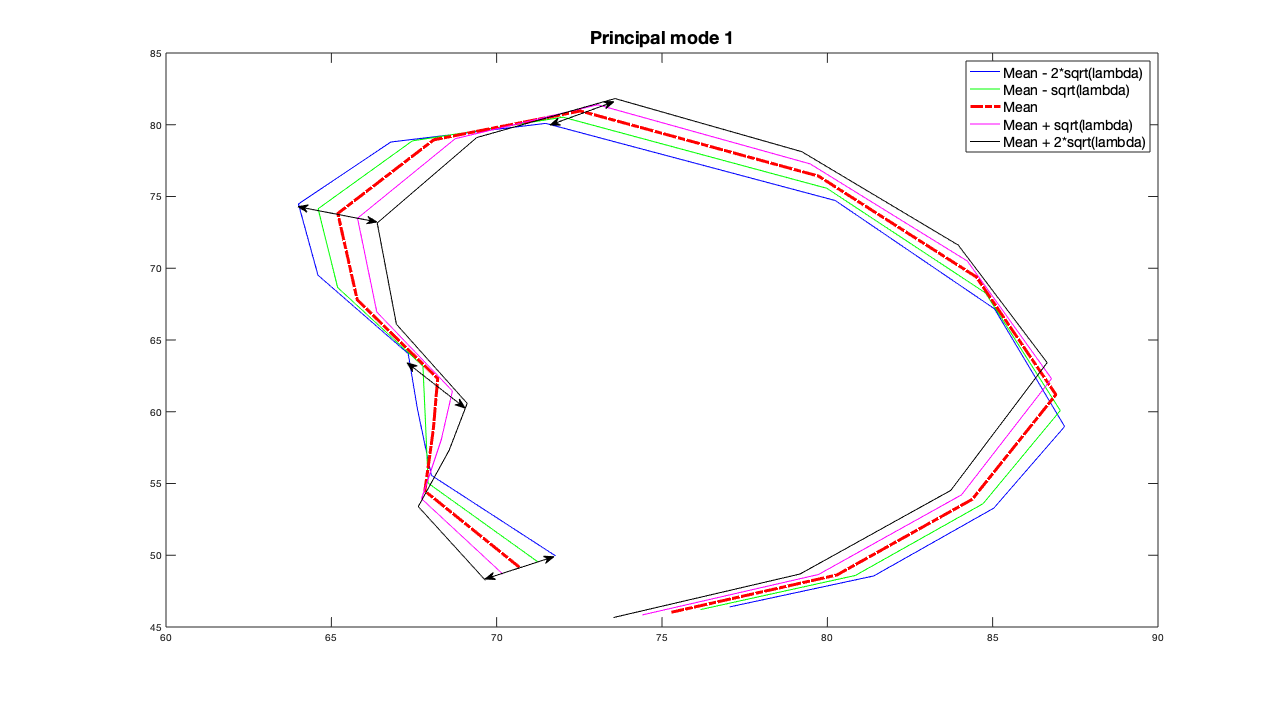 Principal mode 1
85
80
75
70
65
60
55
50
45
60 65 70 75 80 85 90
Mean - 2*sqrt(lambda)
Mean - sqrt(lambda)
Mean
Mean + sqrt(lambda)
Mean + 2*sqrt(lambda)